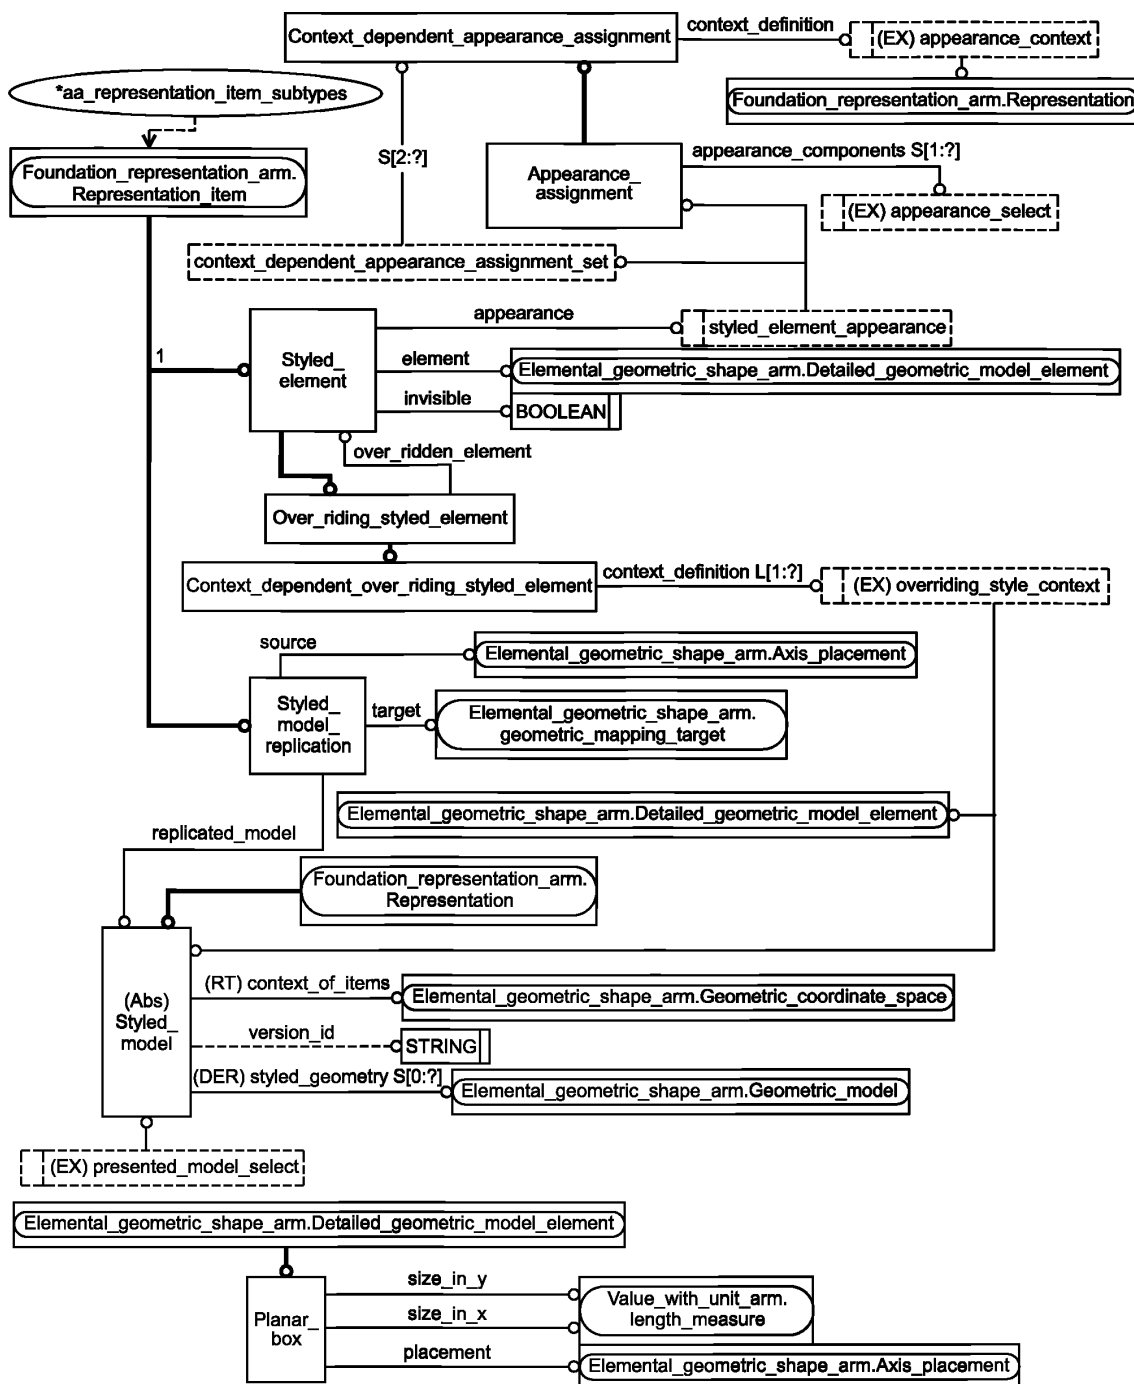 Context_dependent_appearance_assignment
context_definition
(EX) appearance_context
*aa_representation_item_subtypes
Foundation_representation_arm.Representation
S[2:?]
Foundation_representation_arm.
Representation_item
Appearance_
assignment
appearance_components S[1:?]
(EX) appearance_select
context_dependent_appearance_assignment_set
appearance
styled_element_appearance
1
Styled_
element
element
Elemental_geometric_shape_arm.Detailed_geometric_model_element
invisible
BOOLEAN
over_ridden_element
Over_riding_styled_element
Context_dependent_over_riding_styled_element
context_definition L[1:?]
(EX) overriding_style_context
source
Elemental_geometric_shape_arm.Axis_placement
Styled_
model_
replication
target
Elemental_geometric_shape_arm.
geometric_mapping_target
Elemental_geometric_shape_arm.Detailed_geometric_model_element
replicated_model
Foundation_representation_arm.
Representation
(Abs)
Styled_
model
(RT) context_of_items
Elemental_geometric_shape_arm.Geometric_coordinate_space
version_id
STRING
(DER) styled_geometry S[0:?]
Elemental_geometric_shape_arm.Geometric_model
(EX) presented_model_select
Elemental_geometric_shape_arm.Detailed_geometric_model_element
Planar_
box
size_in_y
size_in_x
Value_with_unit_arm.
length_measure
placement
Elemental_geometric_shape_arm.Axis_placement